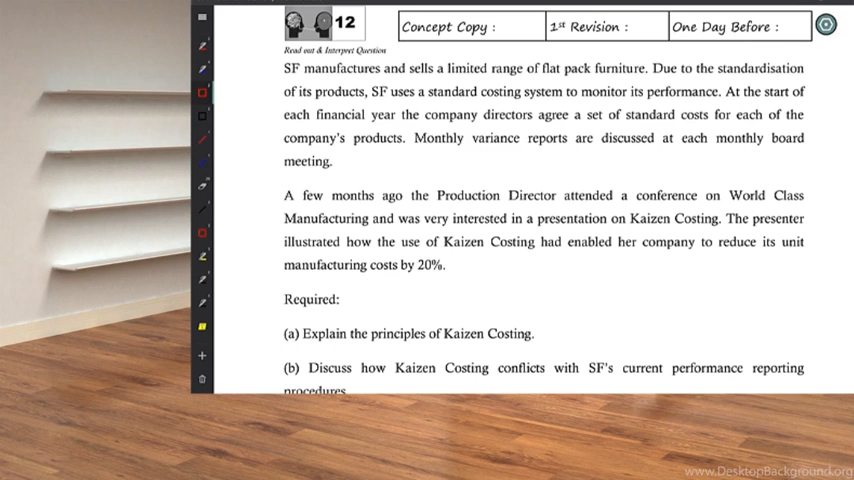 12
Concept Copy :
1st Revision :
One Day Before :
Read out & Interpret Question
SF manufactures and sells a limited range of flat pack furniture. Due to the standardisation
of its products, SF uses a standard costing system to monitor its performance. At the start of
each financial year the company directors agree a set of standard costs for each of the
company's products. Monthly variance reports are discussed at each monthly board
meeting.
A few months ago the Production Director attended a conference on World Class
Manufacturing and was very interested in a presentation on Kaizen Costing. The presenter
illustrated how the use of Kaizen Costing had enabled her company to reduce its unit
manufacturing costs by 20%.
Required:
(a) Explain the principles of Kaizen Costing.
(b) Discuss how Kaizen Costing conflicts with SF's current performance reporting
procedures
www.DesktopBackground.org